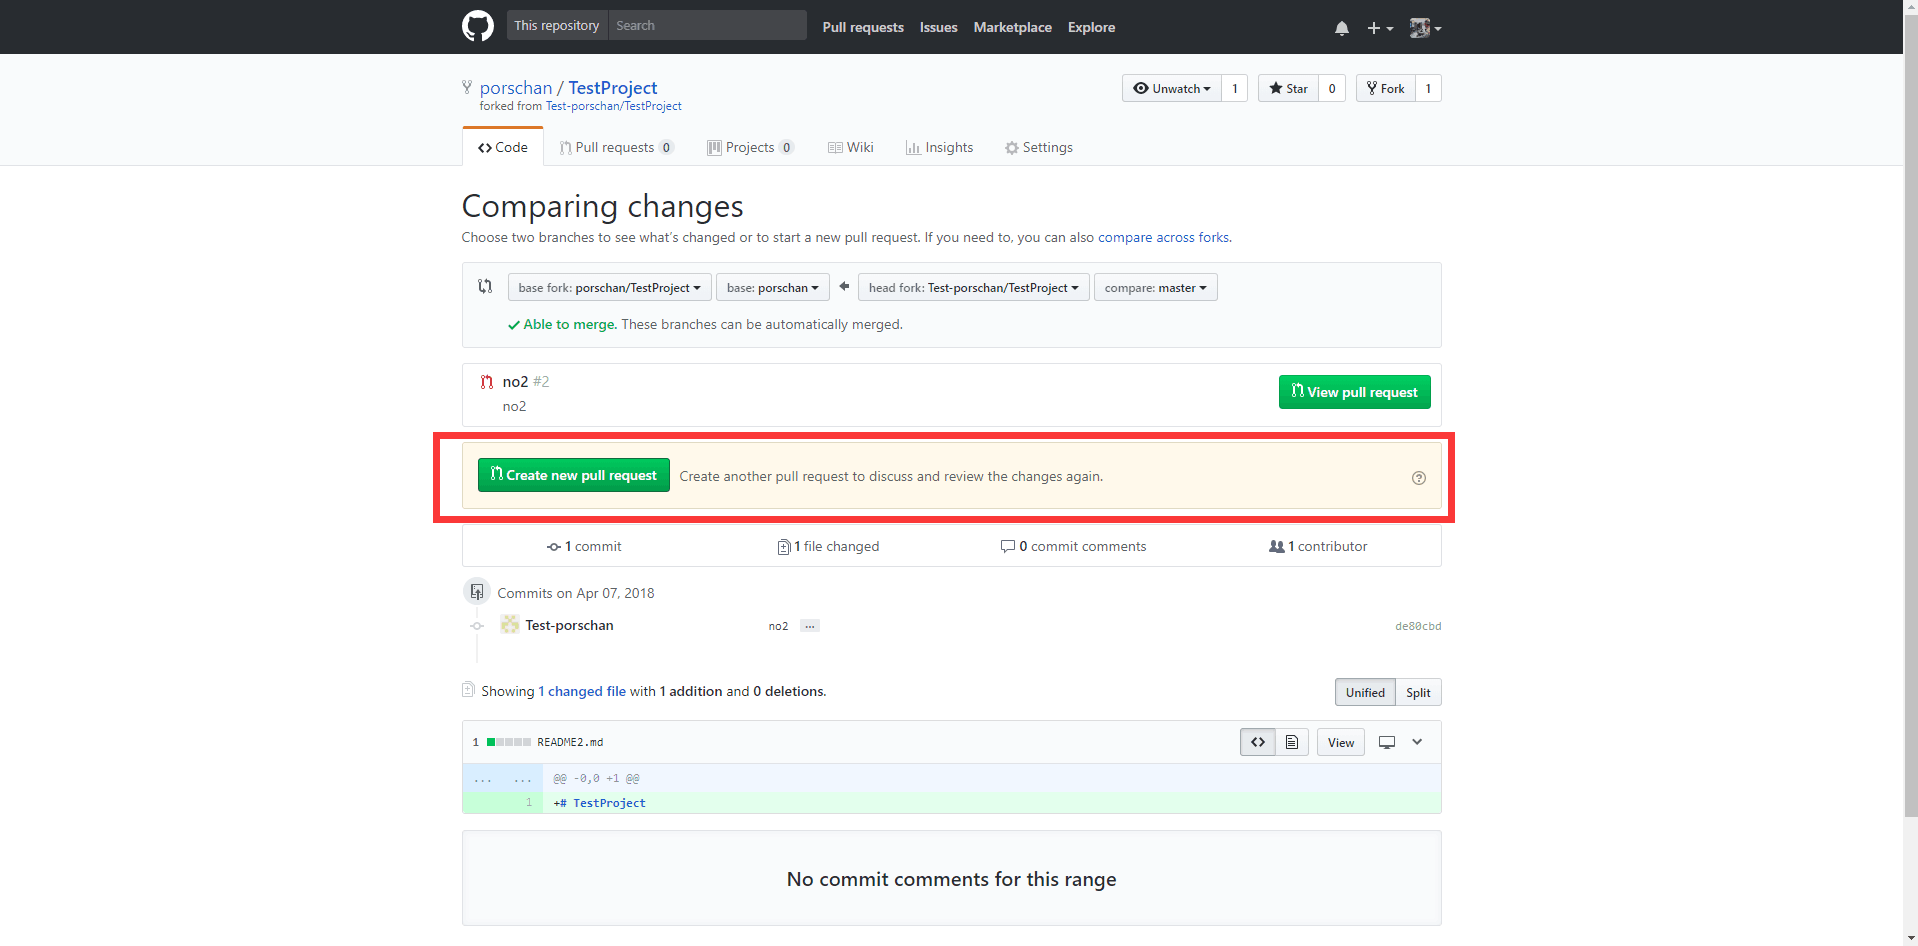 This repository Search Pull requests Issues Marketplace Explore
porschan / TestProject
Unwatch 1 Star 0 Fork 1
forked from Test-porschan/TestProject
Code Pull requests 0 Projects 0 Wiki Insights Settings
Comparing changes
Choose two branches to see what's changed or to start a new pull request. If you need to, you can also compare across forks.
base fork: porschan/TestProject base: porschan head fork: Test-porschan/TestProject compare: master
Able to merge. These branches can be automatically merged.
no2 #2
View pull request
no2
Create new pull request Create another pull request to discuss and review the changes again. ?
1 commit 1 file changed 0 commit comments 1 contributor
Commits on Apr 07, 2018
Test-porschan no2 ... de80cbd
Showing 1 changed file with 1 addition and 0 deletions.
Unified Split
1 README2.md <> View
... ... @@ -0,0 +1 @@
1 +# TestProject
No commit comments for this range